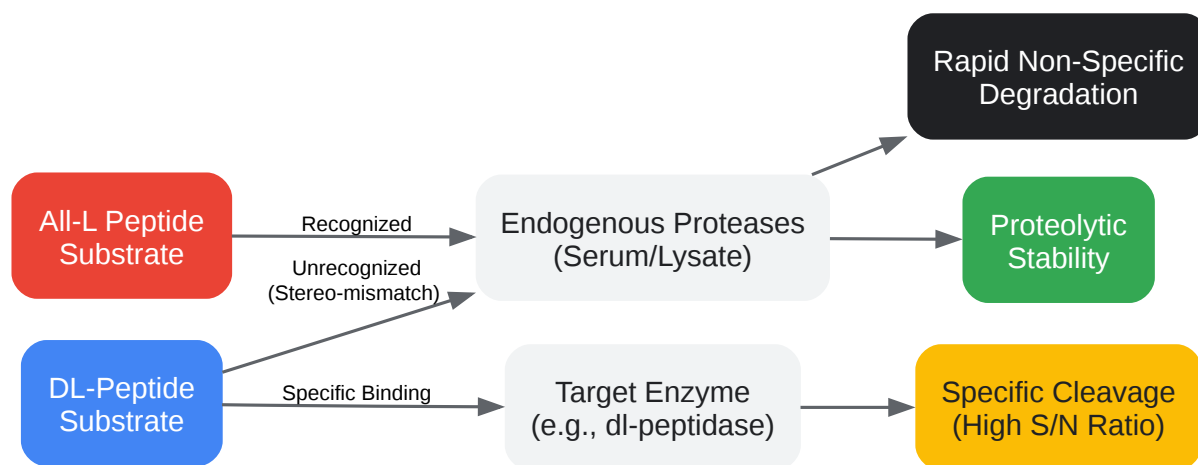 Rapid Non-Specific
Degradation
All-L Peptide
Substrate
Recognized
Endogenous Proteases
(Serum/Lysate)
Proteolytic
Stability
Unrecognized
(Stereo-mismatch)
DL-Peptide
Substrate
Specific Binding
Target Enzyme
(e.g., dl-peptidase)
Specific Cleavage
(High S/N Ratio)